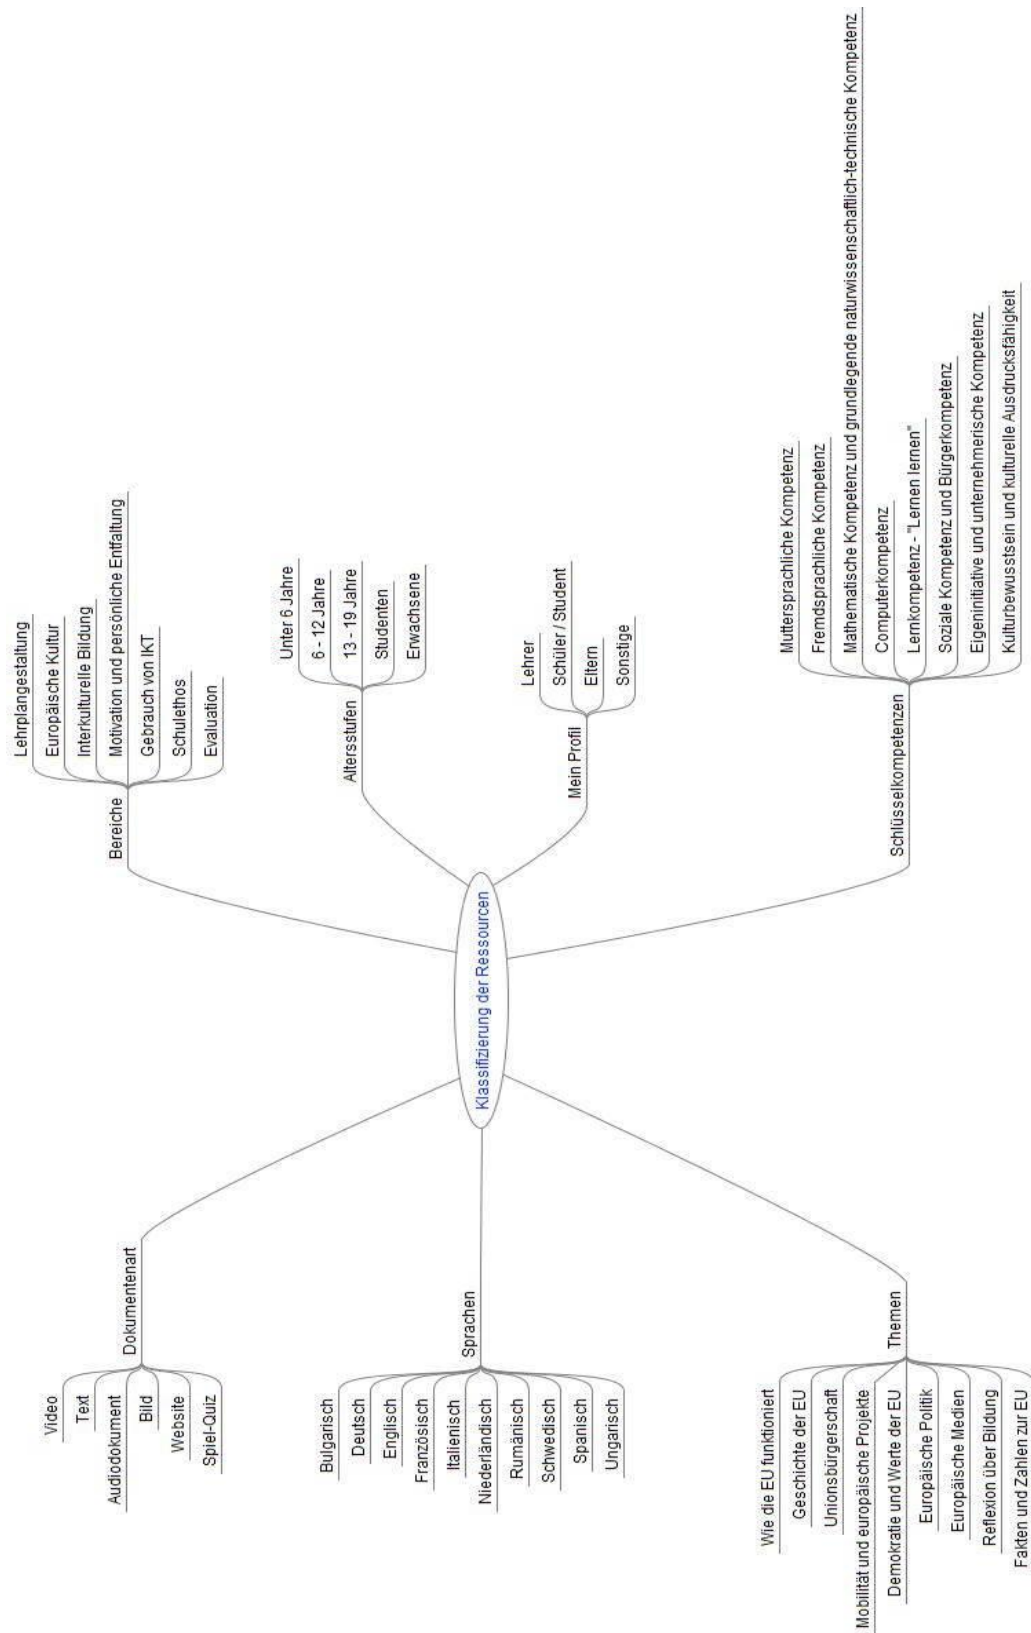 Klassifizierung der Ressourcen
Dokumentenart
Video
Text
Audiodokument
Bild
Website
Spiel-Quiz
Sprachen
Bulgarisch
Deutsch
Englisch
Französisch
Italienisch
Niederländisch
Rumänisch
Schwedisch
Spanisch
Ungarisch
Themen
Wie die EU funktioniert
Geschichte der EU
Unionsbürgerschaft
Mobilität und europäische Projekte
Demokratie und Werte der EU
Europäische Politik
Europäische Medien
Reflexion über Bildung
Fakten und Zahlen zur EU
Bereiche
Lehrplangestaltung
Europäische Kultur
Interkulturelle Bildung
Motivation und persönliche Entfaltung
Gebrauch von IKT
Schulethos
Evaluation
Altersstufen
Unter 6 Jahre
6 - 12 Jahre
13 - 19 Jahre
Studenten
Erwachsene
Mein Profil
Lehrer
Schüler / Student
Eltern
Sonstige
Schlüsselkompetenzen
Muttersprachliche Kompetenz
Fremdsprachliche Kompetenz
Mathematische Kompetenz und grundlegende naturwissenschaftlich-technische Kompetenz
Computerkompetenz
Lernkompetenz - "Lernen lernen"
Soziale Kompetenz und Bürgerkompetenz
Eigeninitiative und unternehmerische Kompetenz
Kulturbewusstsein und kulturelle Ausdrucksfähigkeit